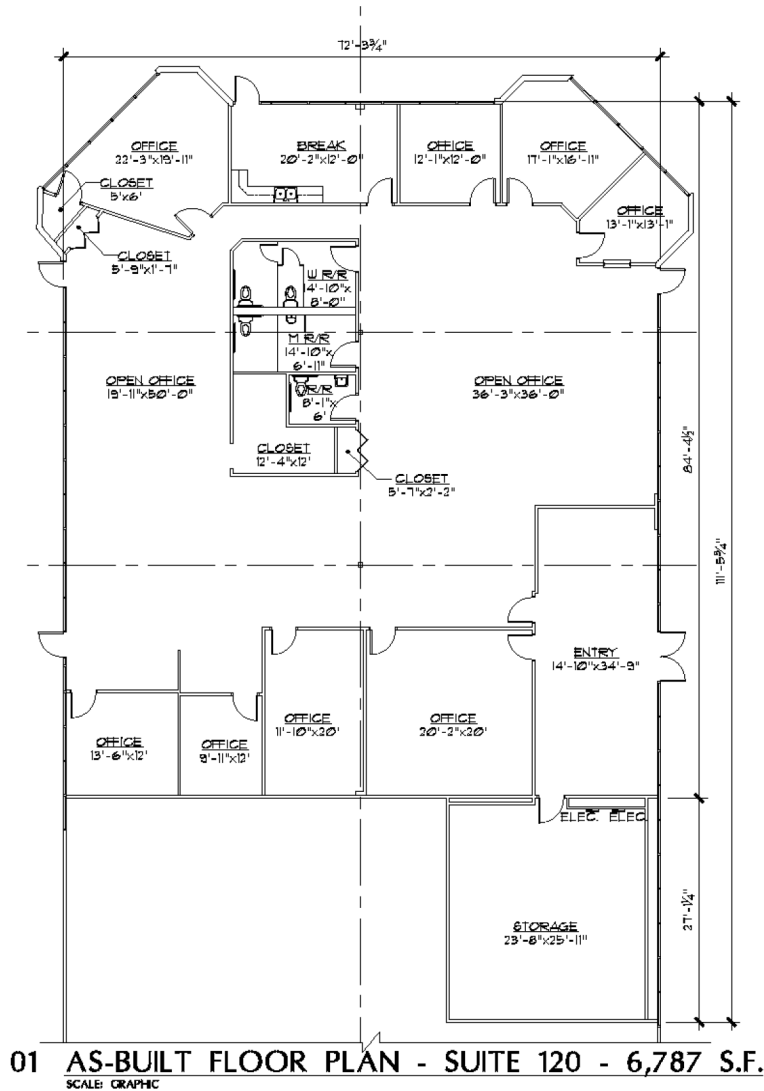 72'-3¾"
OFFICE
22'-3"x19'-11"
BREAK
20'-2"x12'-0"
OFFICE
12'-1"x12'-0"
OFFICE
17'-1"x16'-11"
CLOSET
5'x6'
OFFICE
13'-1"x13'-1"
CLOSET
5'-9"x1'-7"
W R/R
14'-10"x
8'-0"
M R/R
14'-10"x
6'-11"
OPEN OFFICE
19'-11"x50'-0"
R/R
8'-1"x
6'
OPEN OFFICE
36'-3"x36'-0"
CLOSET
12'-4"x12'
CLOSET
5'-7"x2'-2"
84'-4½"
111'-5¾"
ENTRY
14'-10"x34'-9"
OFFICE
13'-6"x12'
OFFICE
9'-11"x12'
OFFICE
11'-10"x20'
OFFICE
20'-2"x20'
ELEC. ELEC.
27'-1¼"
STORAGE
23'-8"x25'-11"
01 AS-BUILT FLOOR PLAN - SUITE 120 - 6,787 S.F.
SCALE: GRAPHIC